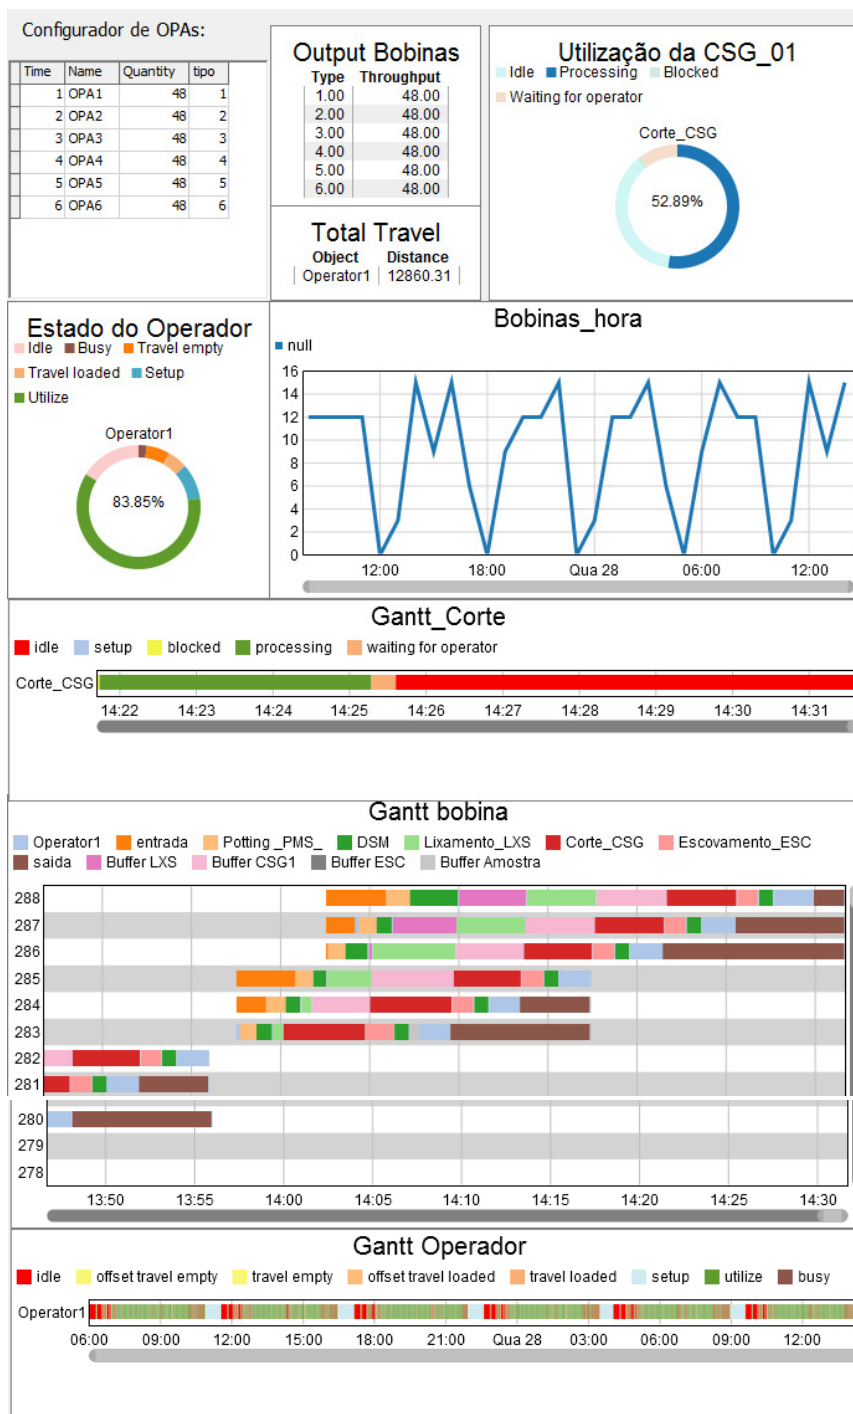 Configurador de OPAs:
Time Name Quantity tipo
1 OPA1 48 1
2 OPA2 48 2
3 OPA3 48 3
4 OPA4 48 4
5 OPA5 48 5
6 OPA6 48 6
Output Bobinas
Type Throughput
1.00 48.00
2.00 48.00
3.00 48.00
4.00 48.00
5.00 48.00
6.00 48.00
Total Travel
Object Distance
Operator1 12860.31
Utilização da CSG_01
Idle Processing Blocked
Waiting for operator
Corte_CSG
52.89%
Estado do Operador
Idle Busy Travel empty
Travel loaded Setup
Utilize
Operator1
83.85%
Bobinas_hora
null
16
14
12
10
8
6
4
2
0
12:00 18:00 Qua 28 06:00 12:00
Gantt_Corte
idle setup blocked processing waiting for operator
Corte_CSG
14:22 14:23 14:24 14:25 14:26 14:27 14:28 14:29 14:30 14:31
Gantt bobina
Operator1 entrada Potting _PMS_ DSM Lixamento_LXS Corte_CSG Escovamento_ESC
saida Buffer LXS Buffer CSG1 Buffer ESC Buffer Amostra
288
287
286
285
284
283
282
281
280
279
278
13:50 13:55 14:00 14:05 14:10 14:15 14:20 14:25 14:30
Gantt Operador
idle offset travel empty travel empty offset travel loaded travel loaded setup utilize busy
Operator1
06:00 09:00 12:00 15:00 18:00 21:00 Qua 28 03:00 06:00 09:00 12:00